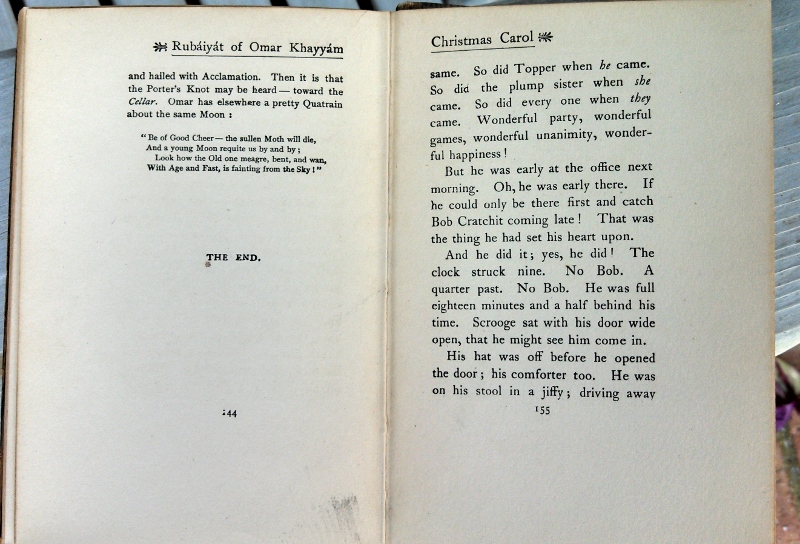 Rubáiyát of Omar Khayyám
and hailed with Acclamation. Then it is that
the Porter's Knot may be heard — toward the
Cellar. Omar has elsewhere a pretty Quatrain
about the same Moon :
"Be of Good Cheer — the sullen Moth will die,
And a young Moon requite us by and by ;
Look how the Old one meagre, bent, and wan,
With Age and Fast, is fainting from the Sky !"
THE END.
144
Christmas Carol
same. So did Topper when he came.
So did the plump sister when she
came. So did every one when they
came. Wonderful party, wonderful
games, wonderful unanimity, wonder-
ful happiness !
But he was early at the office next
morning. Oh, he was early there. If
he could only be there first and catch
Bob Cratchit coming late ! That was
the thing he had set his heart upon.
And he did it ; yes, he did ! The
clock struck nine. No Bob. A
quarter past. No Bob. He was full
eighteen minutes and a half behind his
time. Scrooge sat with his door wide
open, that he might see him come in.
His hat was off before he opened
the door ; his comforter too. He was
on his stool in a jiffy ; driving away
155